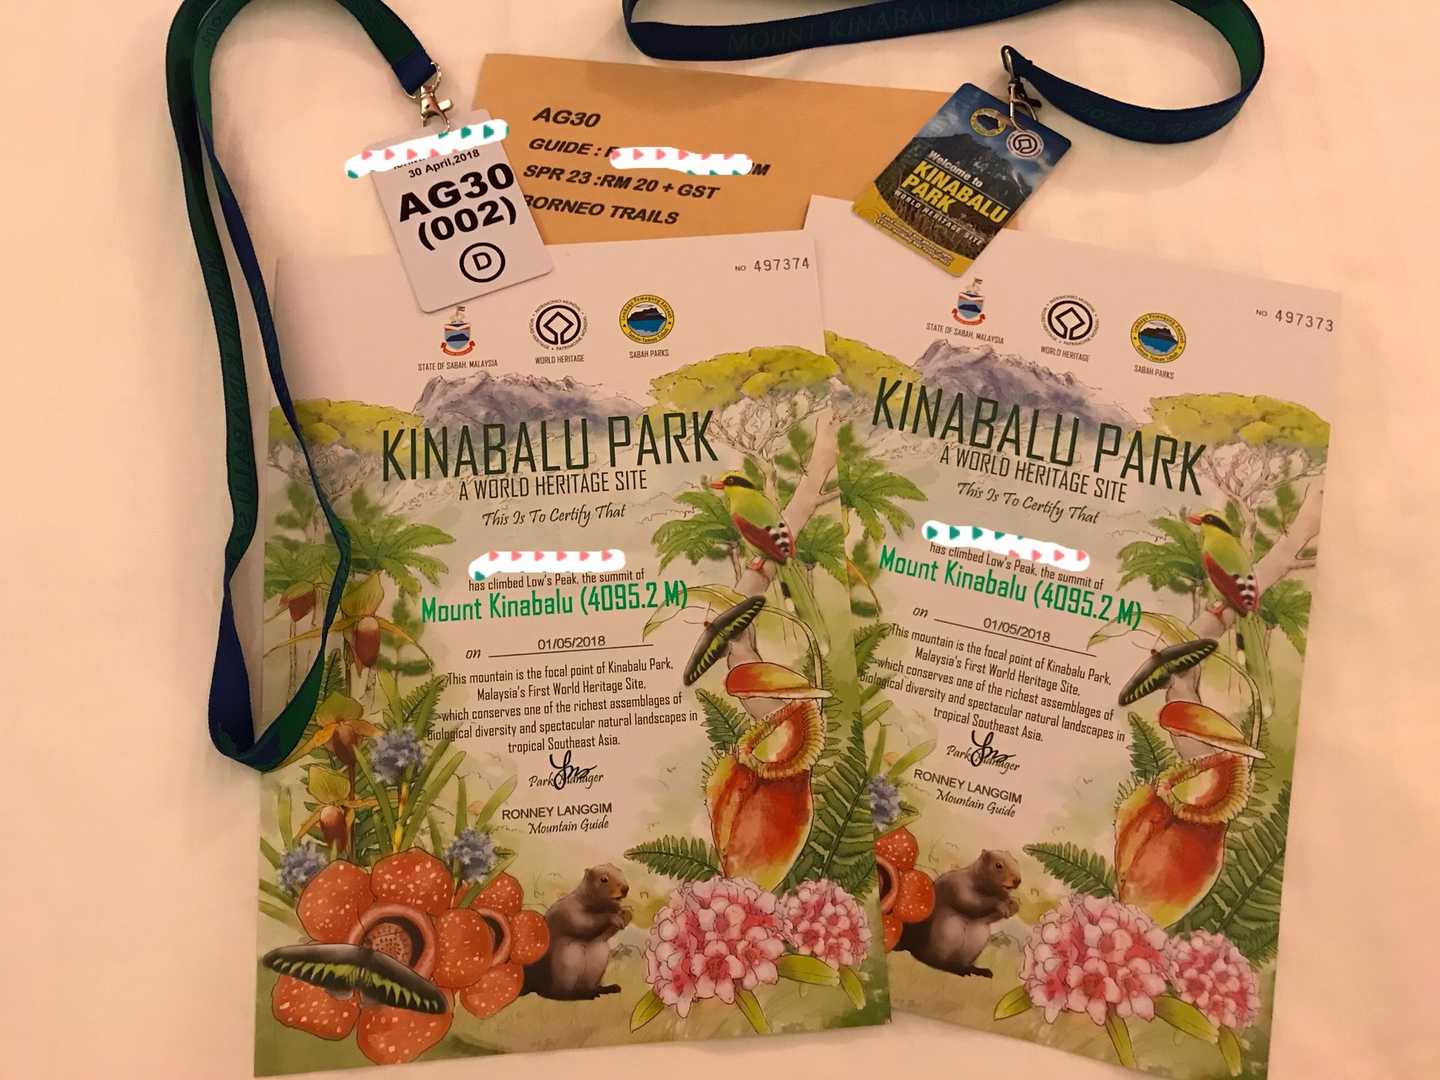 MOUNT KINABALU SAB
AG30
GUIDE : F
M
SPR 23 :RM 20 + GST
BORNEO TRAILS
30 April,2018
AG30
(002)
D
Welcome to
KINABALU
PARK
WORLD HERITAGE SITE
NO 497374
STATE OF SABAH, MALAYSIA
WORLD HERITAGE
SABAH PARKS
KINABALU PARK
A WORLD HERITAGE SITE
This Is To Certify That
has climbed Low's Peak, the summit of
Mount Kinabalu (4095.2 M)
on 01/05/2018
This mountain is the focal point of Kinabalu Park,
Malaysia's First World Heritage Site,
which conserves one of the richest assemblages of
biological diversity and spectacular natural landscapes in
tropical Southeast Asia.
Park Manager
RONNEY LANGGIM
Mountain Guide
NO 497373
STATE OF SABAH, MALAYSIA
WORLD HERITAGE
SABAH PARKS
KINABALU PARK
A WORLD HERITAGE SITE
This Is To Certify That
has climbed Low's Peak, the summit of
Mount Kinabalu (4095.2 M)
on 01/05/2018
This mountain is the focal point of Kinabalu Park,
Malaysia's First World Heritage Site,
which conserves one of the richest assemblages of
biological diversity and spectacular natural landscapes in
tropical Southeast Asia.
Park Manager
RONNEY LANGGIM
Mountain Guide